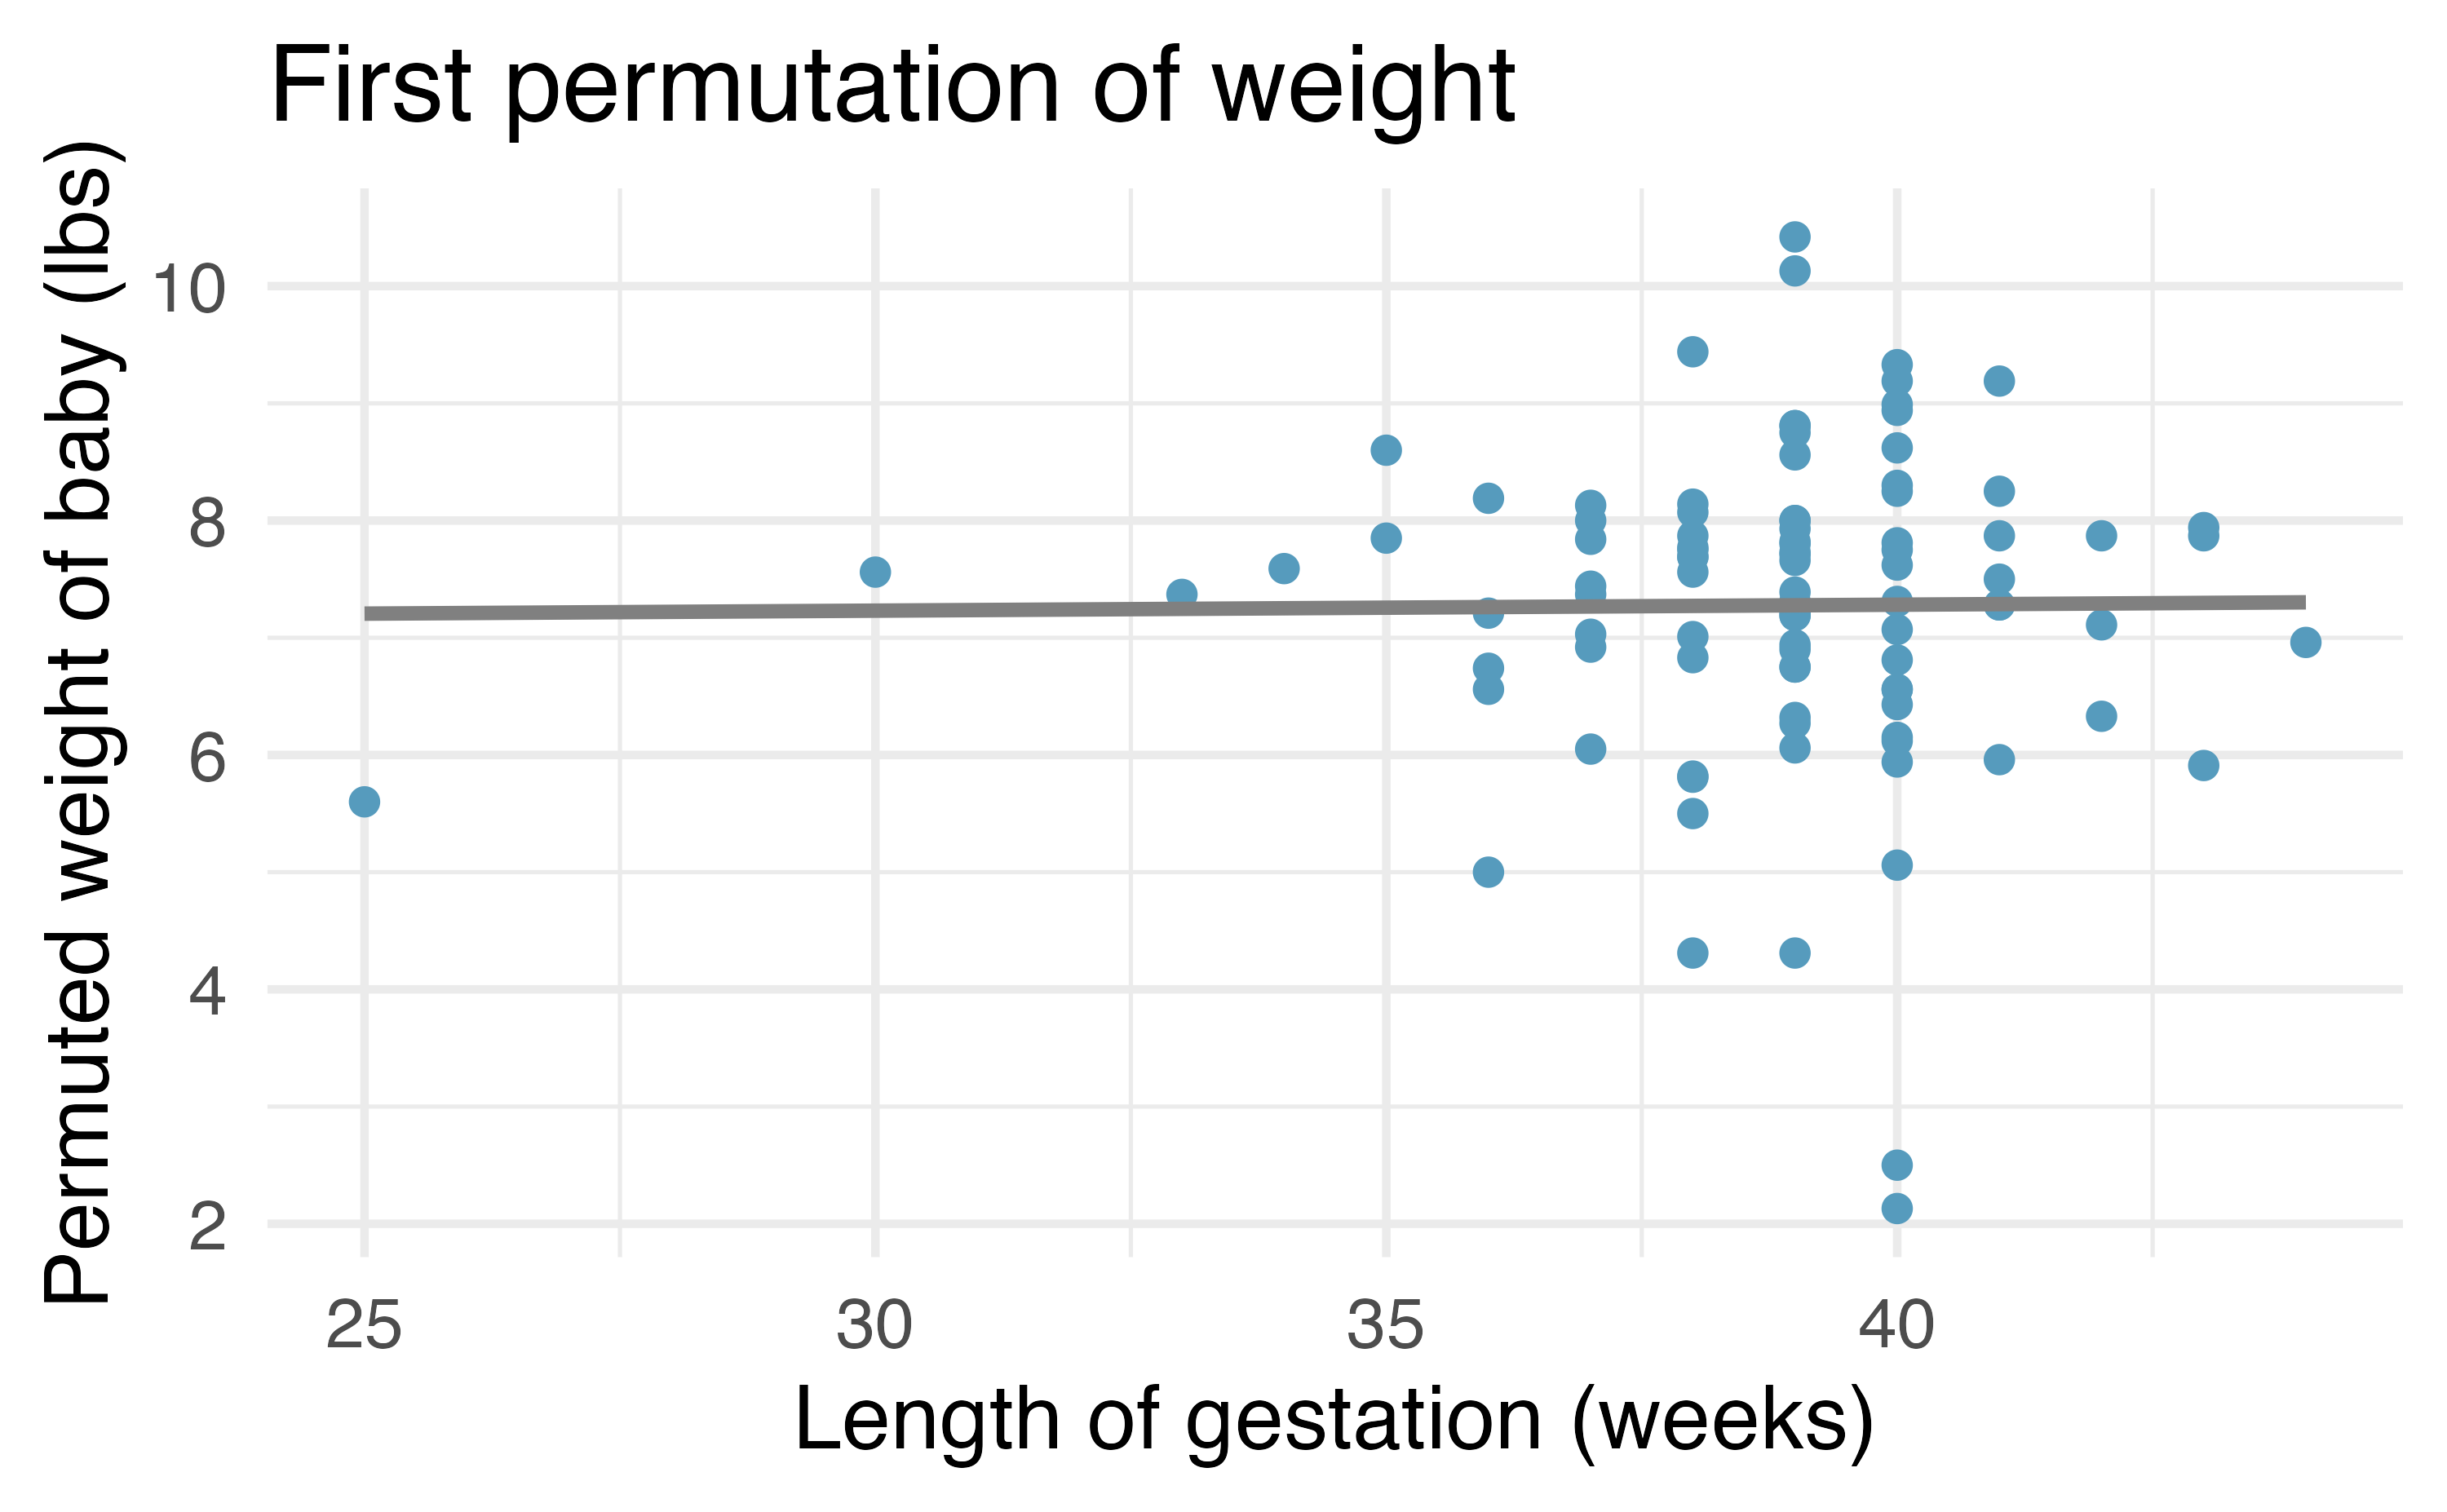 First permutation of weight
Permuted weight of baby (lbs)
10
8
6
4
2
25 30 35 40
Length of gestation (weeks)